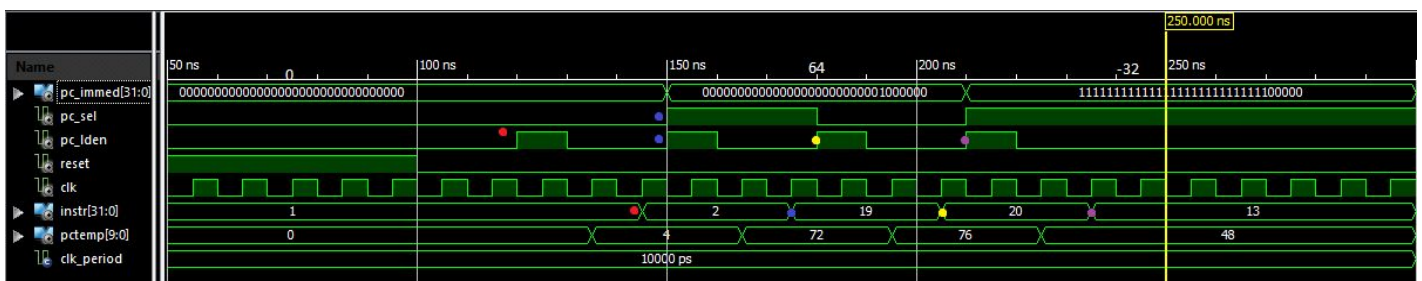 250.000 ns
Name 50 ns 100 ns 150 ns 200 ns 250 ns
0 64 -32
pc_immed[31:0] 00000000000000000000000000000000 00000000000000000000000001000000 11111111111111111111111111100000
pc_sel
pc_lden
reset
clk
instr[31:0] 1 2 19 20 13
pctemp[9:0] 0 4 72 76 48
clk_period 10000 ps